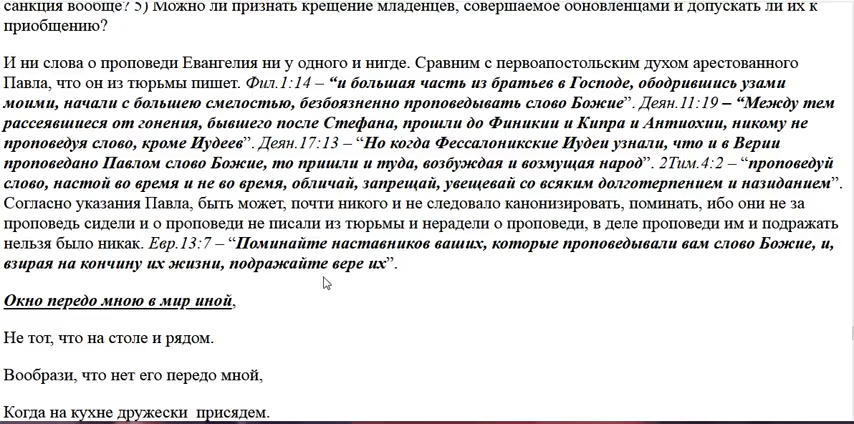 санкция вообще? 5) Можно ли признать крещение младенцев, совершаемое обновленцами и допускать ли их к
приобщению?
И ни слова о проповеди Евангелия ни у одного и нигде. Сравним с первоапостольским духом арестованного
Павла, что он из тюрьмы пишет. Фил.1:14 – “и большая часть из братьев в Господе, ободрившись узами
моими, начали с большею смелостью, безбоязненно проповедывать слово Божие”. Деян.11:19 – “Между тем
рассеявшиеся от гонения, бывшего после Стефана, прошли до Финикии и Кипра и Антиохии, никому не
проповедуя слово, кроме Иудеев”. Деян.17:13 – “Но когда Фессалоникские Иудеи узнали, что и в Верии
проповедано Павлом слово Божие, то пришли и туда, возбуждая и возмущая народ”. 2Тим.4:2 – “проповедуй
слово, настой во время и не во время, обличай, запрещай, увещевай со всяким долготерпением и назиданием”.
Согласно указания Павла, быть может, почти никого и не следовало канонизировать, поминать, ибо они не за
проповедь сидели и о проповеди не писали из тюрьмы и нерадели о проповеди, в деле проповеди им и подражать
нельзя было никак. Евр.13:7 – “Поминайте наставников ваших, которые проповедывали вам слово Божие, и,
взирая на кончину их жизни, подражайте вере их”.
Окно передо мною в мир иной,
Не тот, что на столе и рядом.
Вообрази, что нет его передо мной,
Когда на кухне дружески присядем.